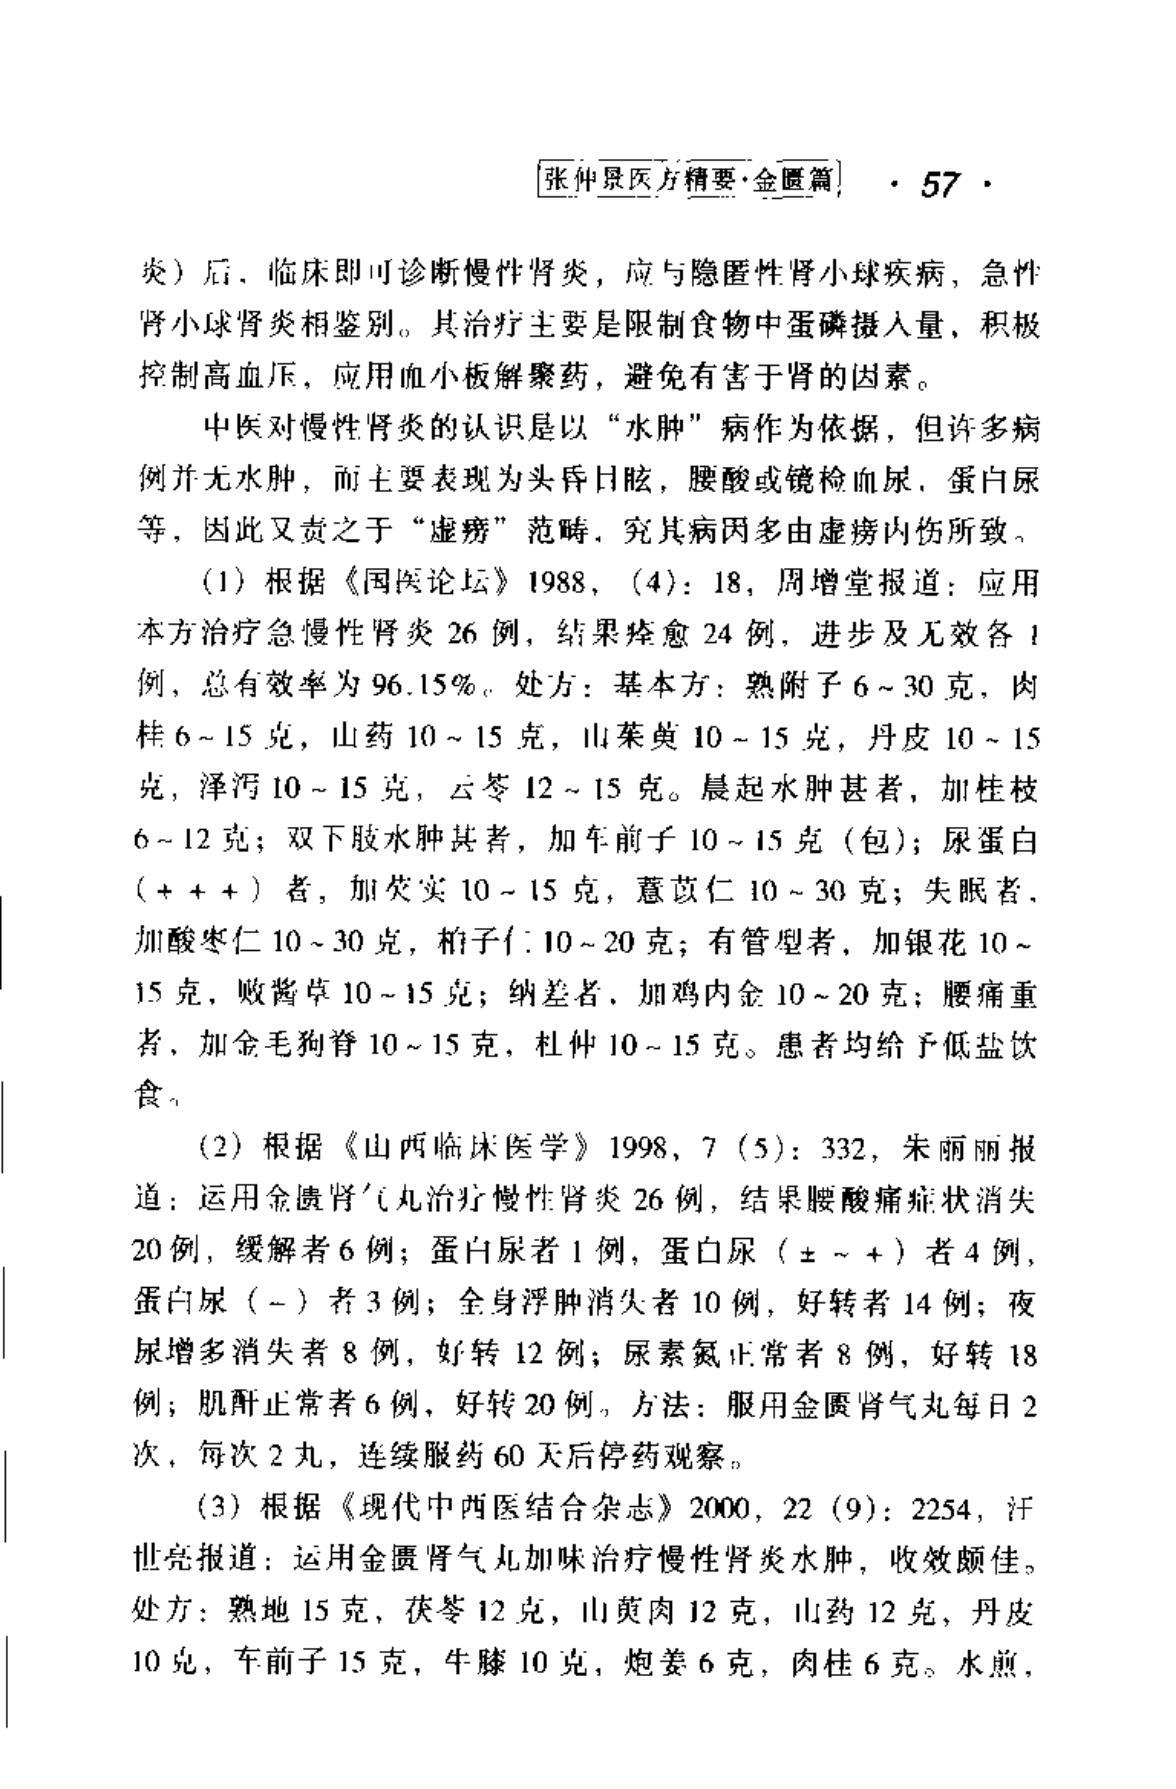 张仲景医方精要·金匮篇 · 57 ·
炎）后，临床即可诊断慢性肾炎，应与隐匿性肾小球疾病，急性
肾小球肾炎相鉴别。其治疗主要是限制食物中蛋磷摄入量，积极
控制高血压，应用血小板解聚药，避免有害于肾的因素。
中医对慢性肾炎的认识是以“水肿”病作为依据，但许多病
例并无水肿，而主要表现为头昏目眩，腰酸或镜检血尿，蛋白尿
等，因此又责之于“虚痨”范畴，究其病因多由虚痨内伤所致。
（1）根据《国医论坛》1988，（4）：18，周增堂报道：应用
本方治疗急慢性肾炎 26 例，结果痊愈 24 例，进步及无效各 1
例，总有效率为 96.15%。处方：基本方：熟附子 6～30 克，肉
桂 6～15 克，山药 10～15 克，山茱萸 10～15 克，丹皮 10～15
克，泽泻 10～15 克，云苓 12～15 克。晨起水肿甚者，加桂枝
6～12 克；双下肢水肿甚者，加车前子 10～15 克（包）；尿蛋白
（+++）者，加芡实 10～15 克，薏苡仁 10～30 克；失眠者，
加酸枣仁 10～30 克，柏子仁 10～20 克；有管型者，加银花 10～
15 克，败酱草 10～15 克；纳差者，加鸡内金 10～20 克；腰痛重
者，加金毛狗脊 10～15 克，杜仲 10～15 克。患者均给予低盐饮
食。
（2）根据《山西临床医学》1998，7（5）：332，朱丽丽报
道：运用金匮肾气丸治疗慢性肾炎 26 例，结果腰酸痛症状消失
20 例，缓解者 6 例；蛋白尿者 1 例，蛋白尿（±～+）者 4 例，
蛋白尿（－）者 3 例；全身浮肿消失者 10 例，好转者 14 例；夜
尿增多消失者 8 例，好转 12 例；尿素氮正常者 8 例，好转 18
例；肌酐正常者 6 例，好转 20 例。方法：服用金匮肾气丸每日 2
次，每次 2 丸，连续服药 60 天后停药观察。
（3）根据《现代中西医结合杂志》2000，22（9）：2254，汪
世亮报道：运用金匮肾气丸加味治疗慢性肾炎水肿，收效颇佳。
处方：熟地 15 克，茯苓 12 克，山萸肉 12 克，山药 12 克，丹皮
10 克，车前子 15 克，牛膝 10 克，炮姜 6 克，肉桂 6 克。水煎，